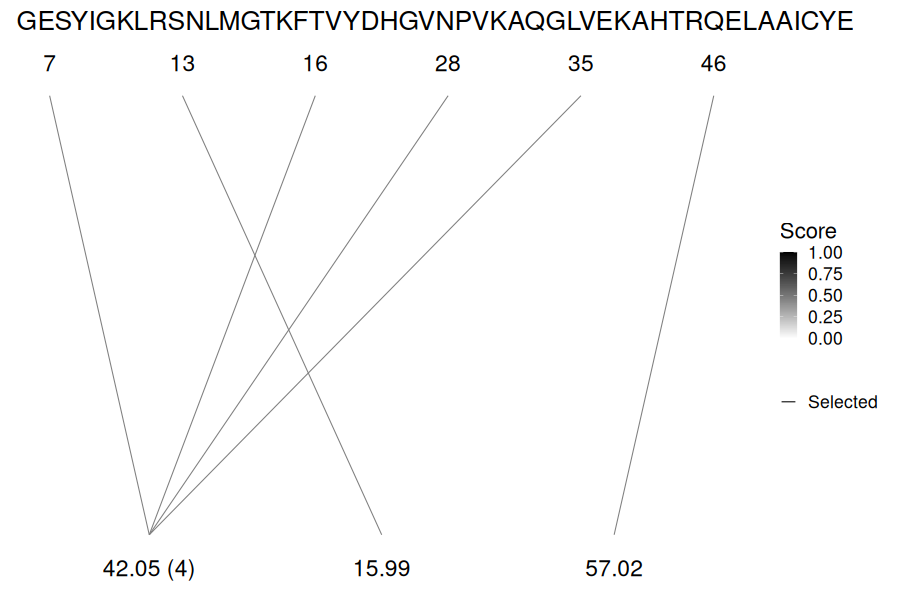 GESYIGKLRSNLMGTKFTVYDHGVNPVKAQGLVEKAHTRQELAAICYE
7 13 16 28 35 46
Score
1.00
0.75
0.50
0.25
0.00
Selected
42.05 (4) 15.99 57.02